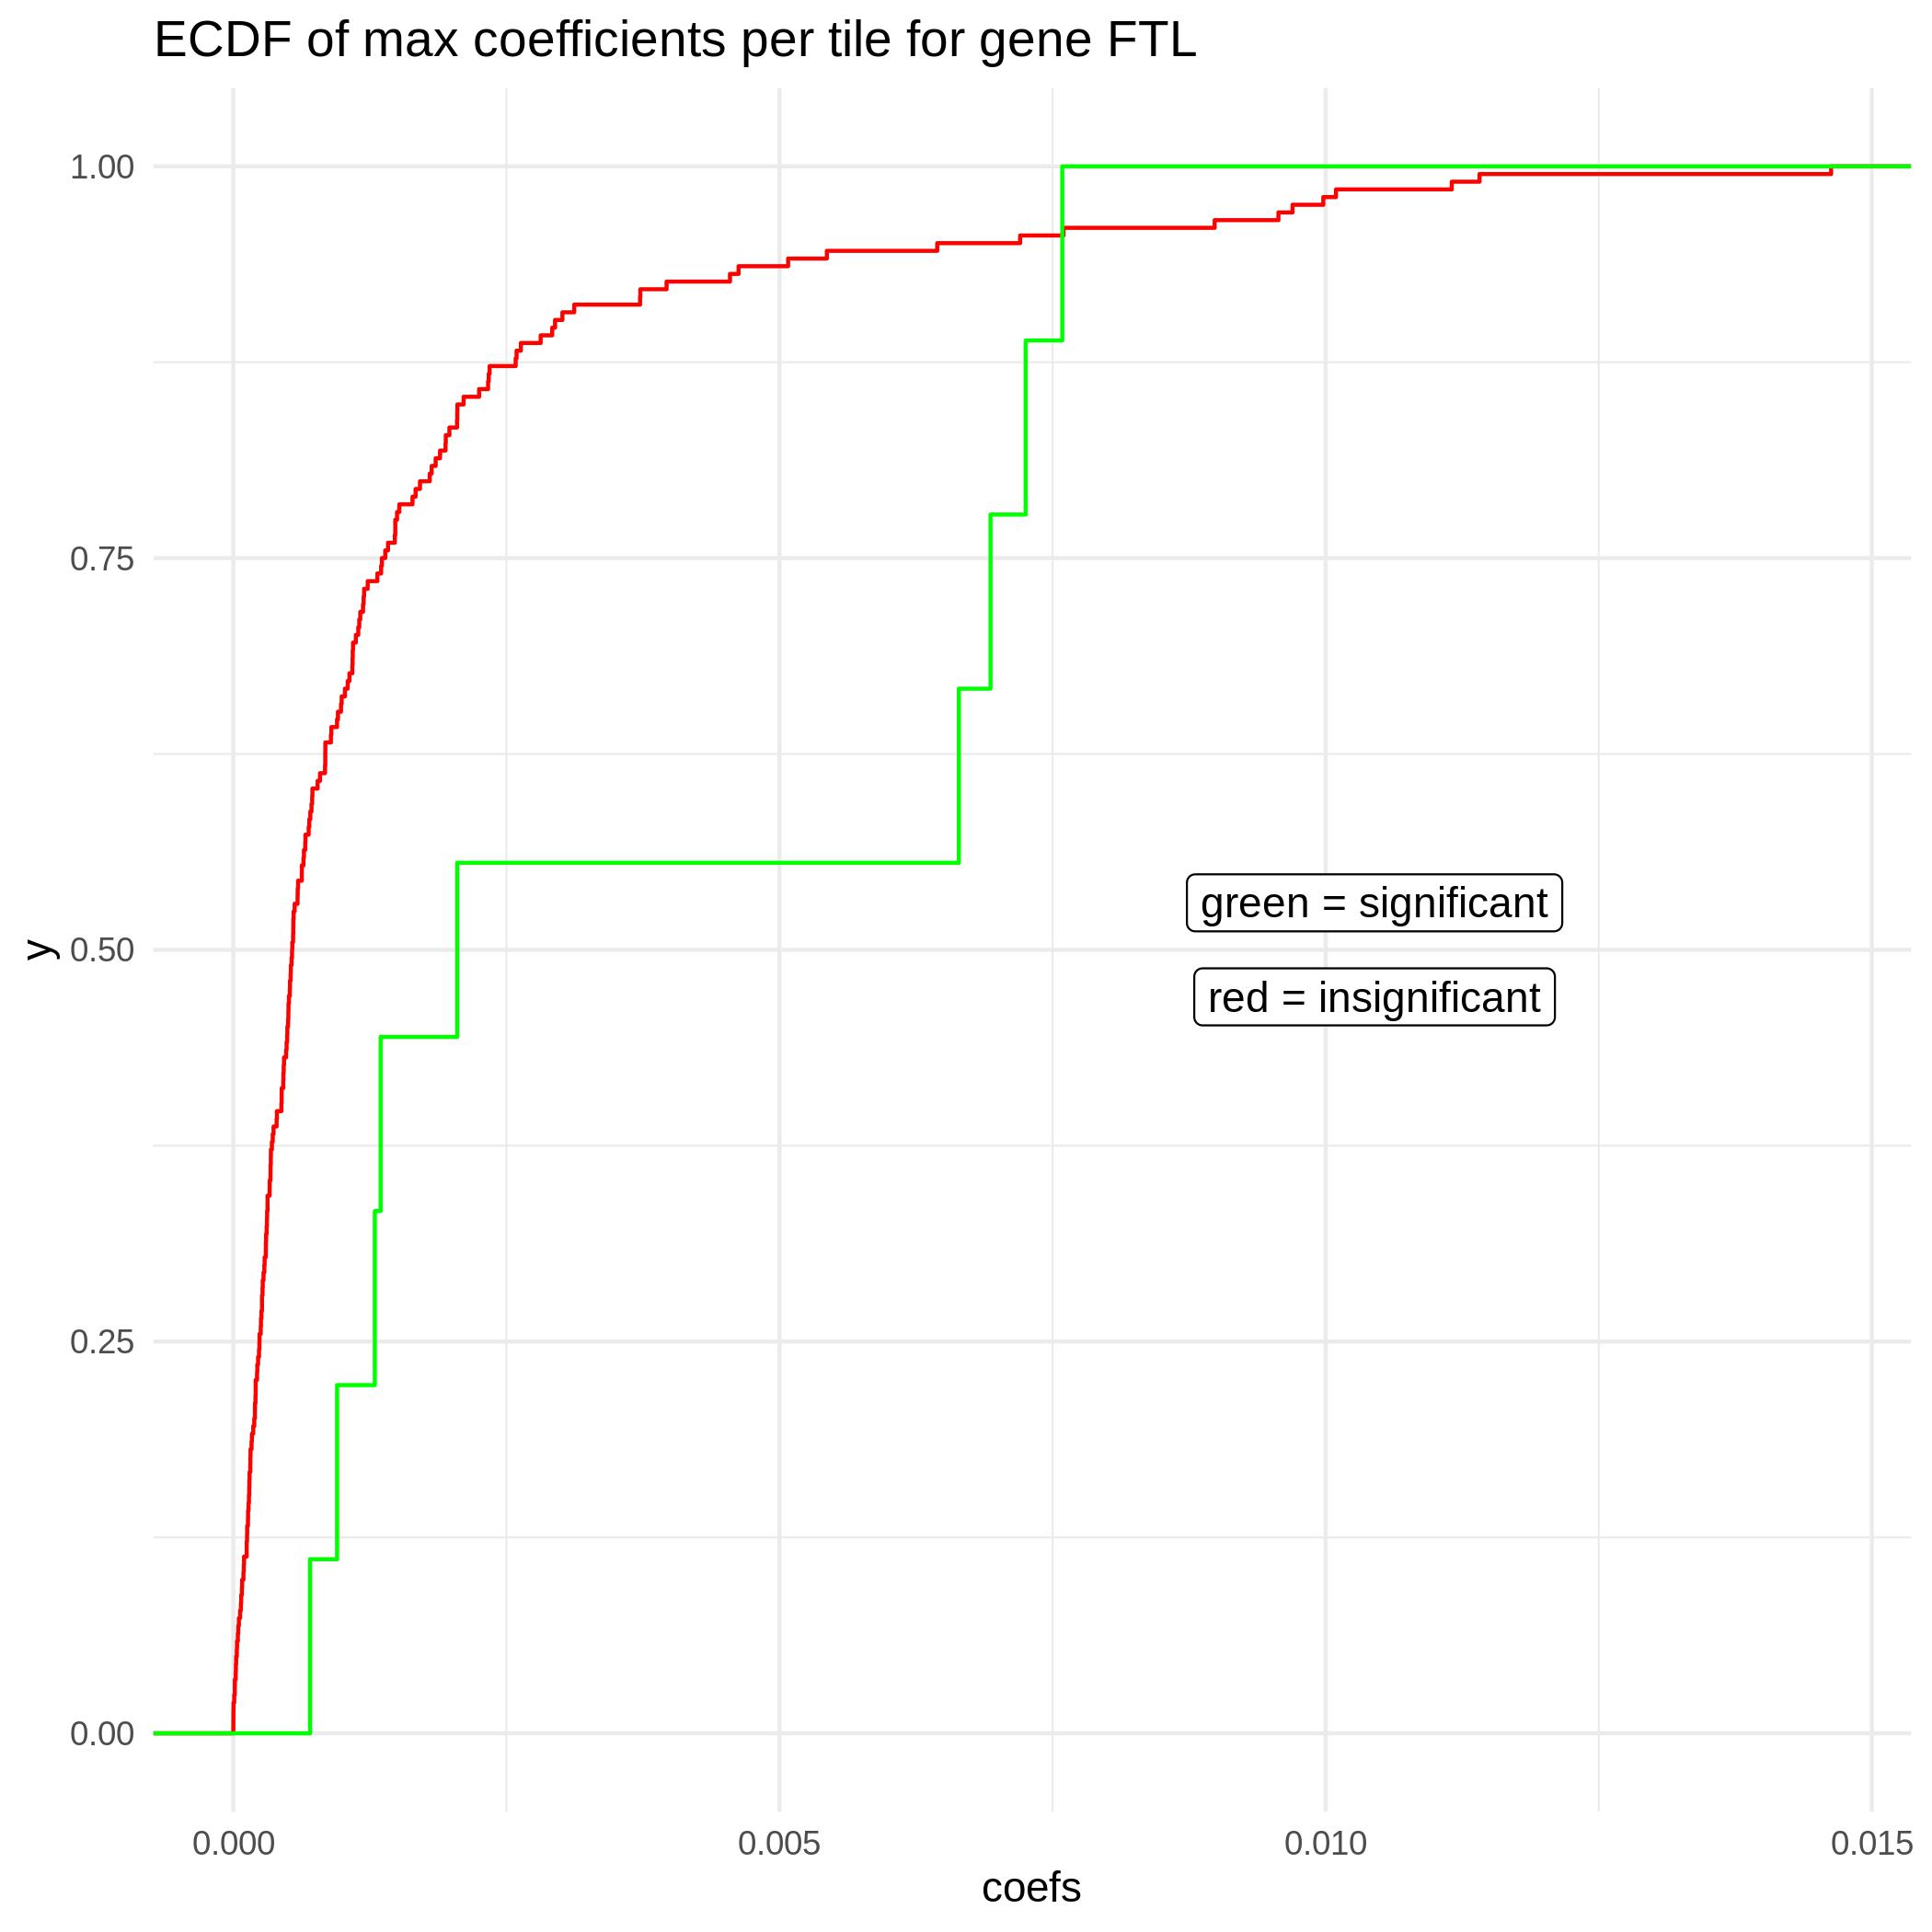 ECDF of max coefficients per tile for gene FTL
1.00
0.75
0.50
0.25
0.00
y
green = significant
red = insignificant
0.000 0.005 0.010 0.015
coefs